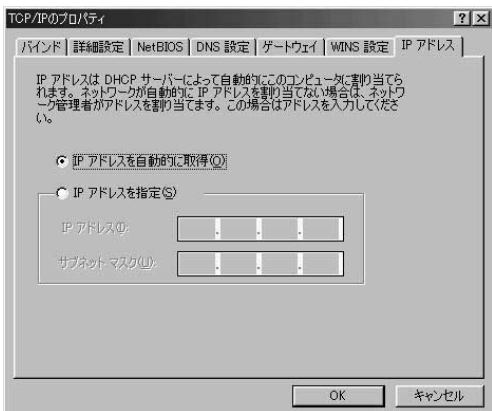 TCP/IPのプロパティ
バインド 詳細設定 NetBIOS DNS 設定 ゲートウェイ WINS 設定 IP アドレス
IP アドレスは DHCP サーバーによって自動的にこのコンピュータに割り当てら
れます。ネットワークが自動的に IP アドレスを割り当てない場合は、ネットワ
ーク管理者がアドレスを割り当てます。この場合はアドレスを入力してくださ
い。
IP アドレスを自動的に取得(O)
IP アドレスを指定(S)
IP アドレス(I):
サブネット マスク(U):
OK キャンセル